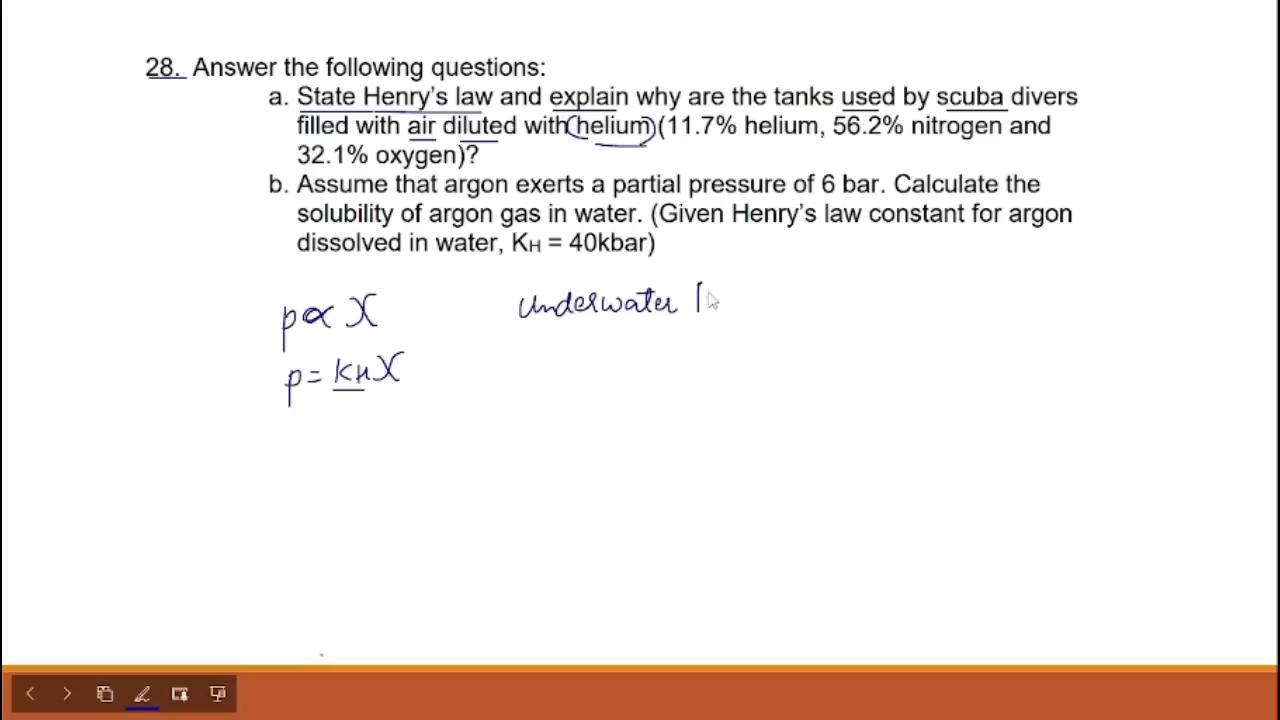 28. Answer the following questions:
a. State Henry's law and explain why are the tanks used by scuba divers
filled with air diluted with helium (11.7% helium, 56.2% nitrogen and
32.1% oxygen)?
b. Assume that argon exerts a partial pressure of 6 bar. Calculate the
solubility of argon gas in water. (Given Henry's law constant for argon
dissolved in water, KH = 40kbar)
p∝ X
underwater
p = KH X